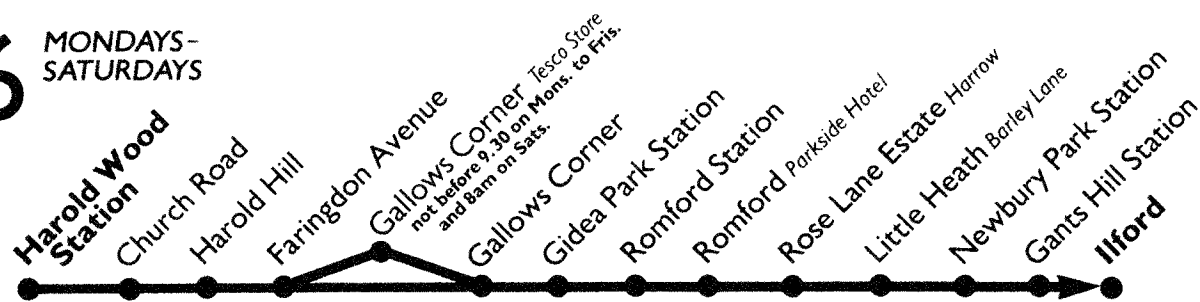 MONDAYS–
SATURDAYS
Harold Wood
Station
Church Road
Harold Hill
Faringdon Avenue
Gallows Corner Tesco Store
not before 9.30 on Mons. to Fris.
and 8am on Sats.
Gallows Corner
Gidea Park Station
Romford Station
Romford Parkside Hotel
Rose Lane Estate Harrow
Little Heath Barley Lane
Newbury Park Station
Gants Hill Station
Ilford